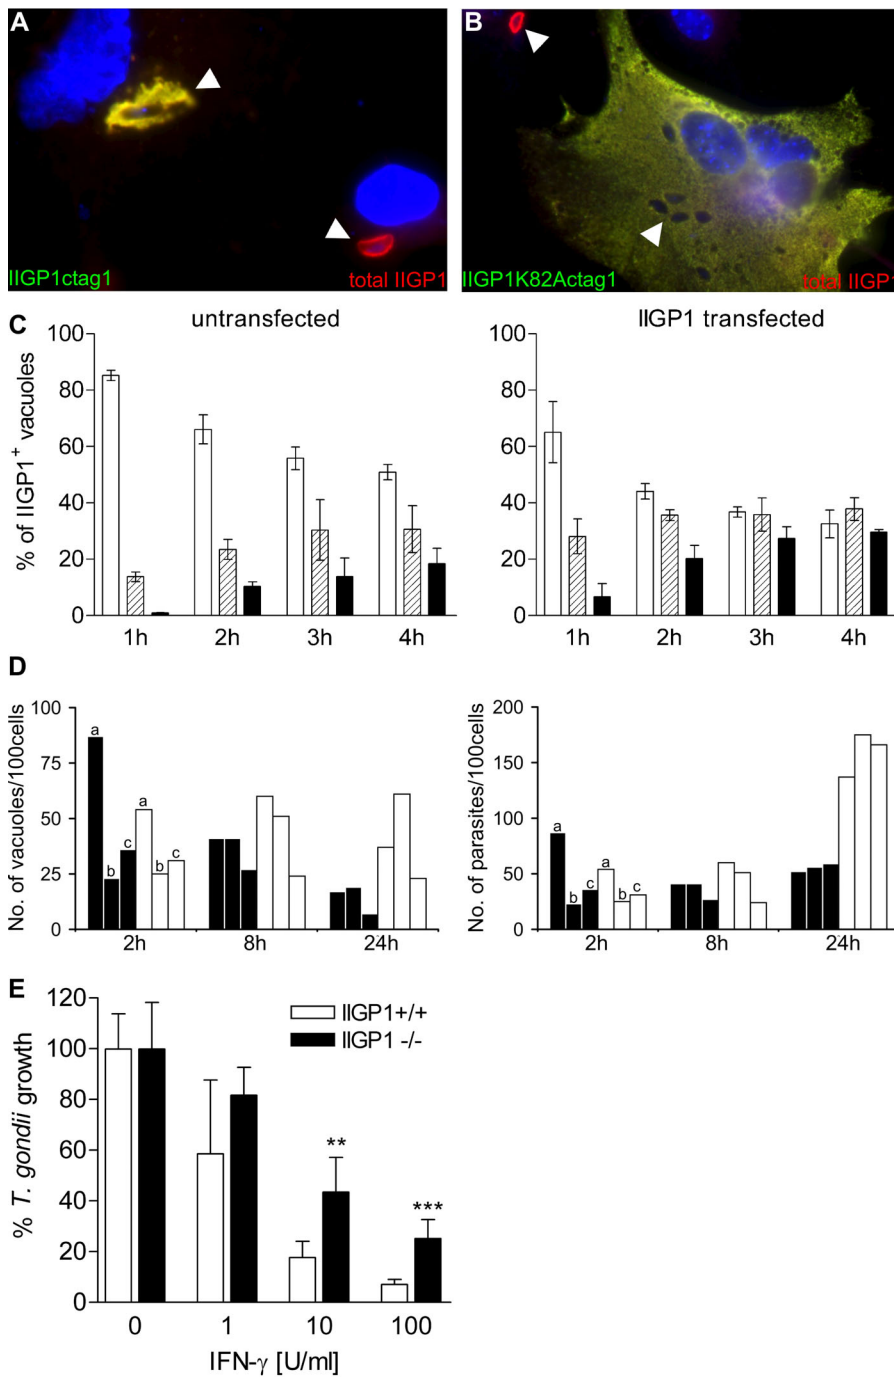 A
IIGP1ctag1
total IIGP1
B
IIGP1K82Actag1
total IIGP1
C
untransfected
IIGP1 transfected
% of IIGP1+ vacuoles
100
80
60
40
20
0
1h 2h 3h 4h
100
80
60
40
20
0
1h 2h 3h 4h
D
No. of vacuoles/100cells
100
75
50
25
0
a b c a b c
2h 8h 24h
No. of parasites/100cells
200
150
100
50
0
a b c a b c
2h 8h 24h
E
% T. gondii growth
120
100
80
60
40
20
0
IIGP1+/+
IIGP1 -/-
**
***
0 1 10 100
IFN-γ [U/ml]